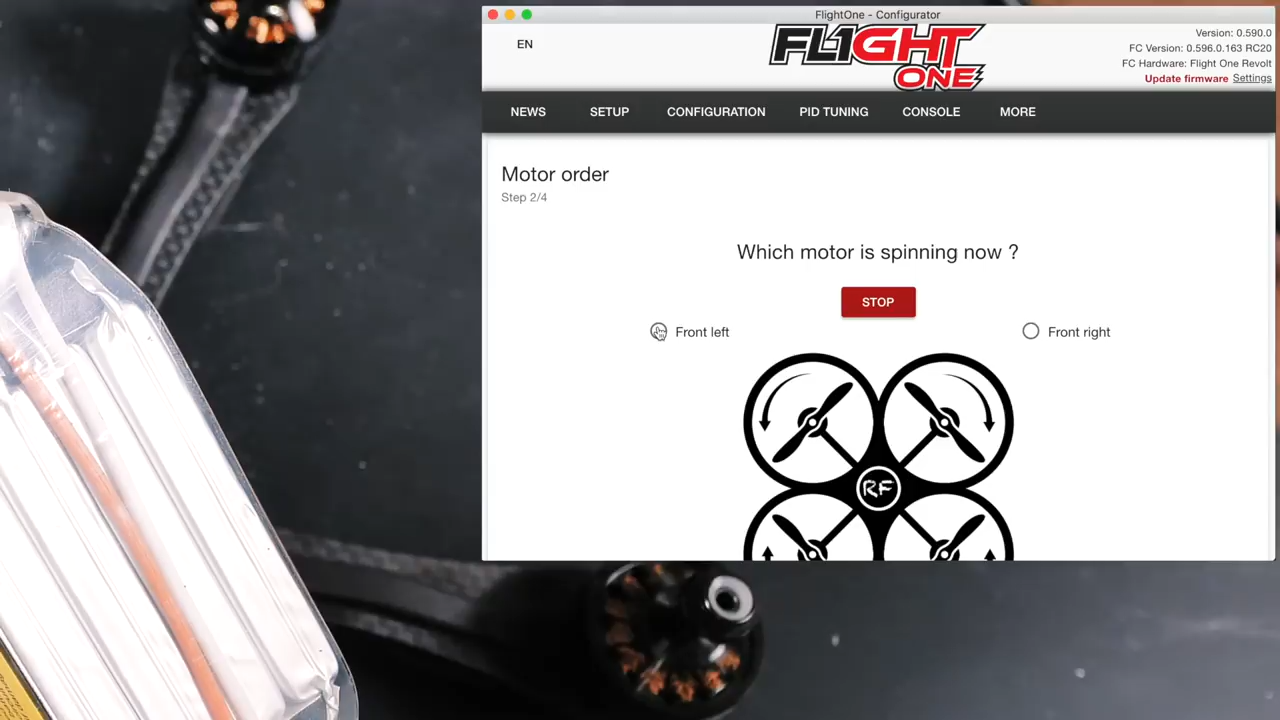 FlightOne - Configurator
EN
FL1GHT
ONE
Version: 0.590.0
FC Version: 0.596.0.163 RC20
FC Hardware: Flight One Revolt
Update firmware Settings
NEWS SETUP CONFIGURATION PID TUNING CONSOLE MORE
Motor order
Step 2/4
Which motor is spinning now ?
STOP
Front left
Front right
RF